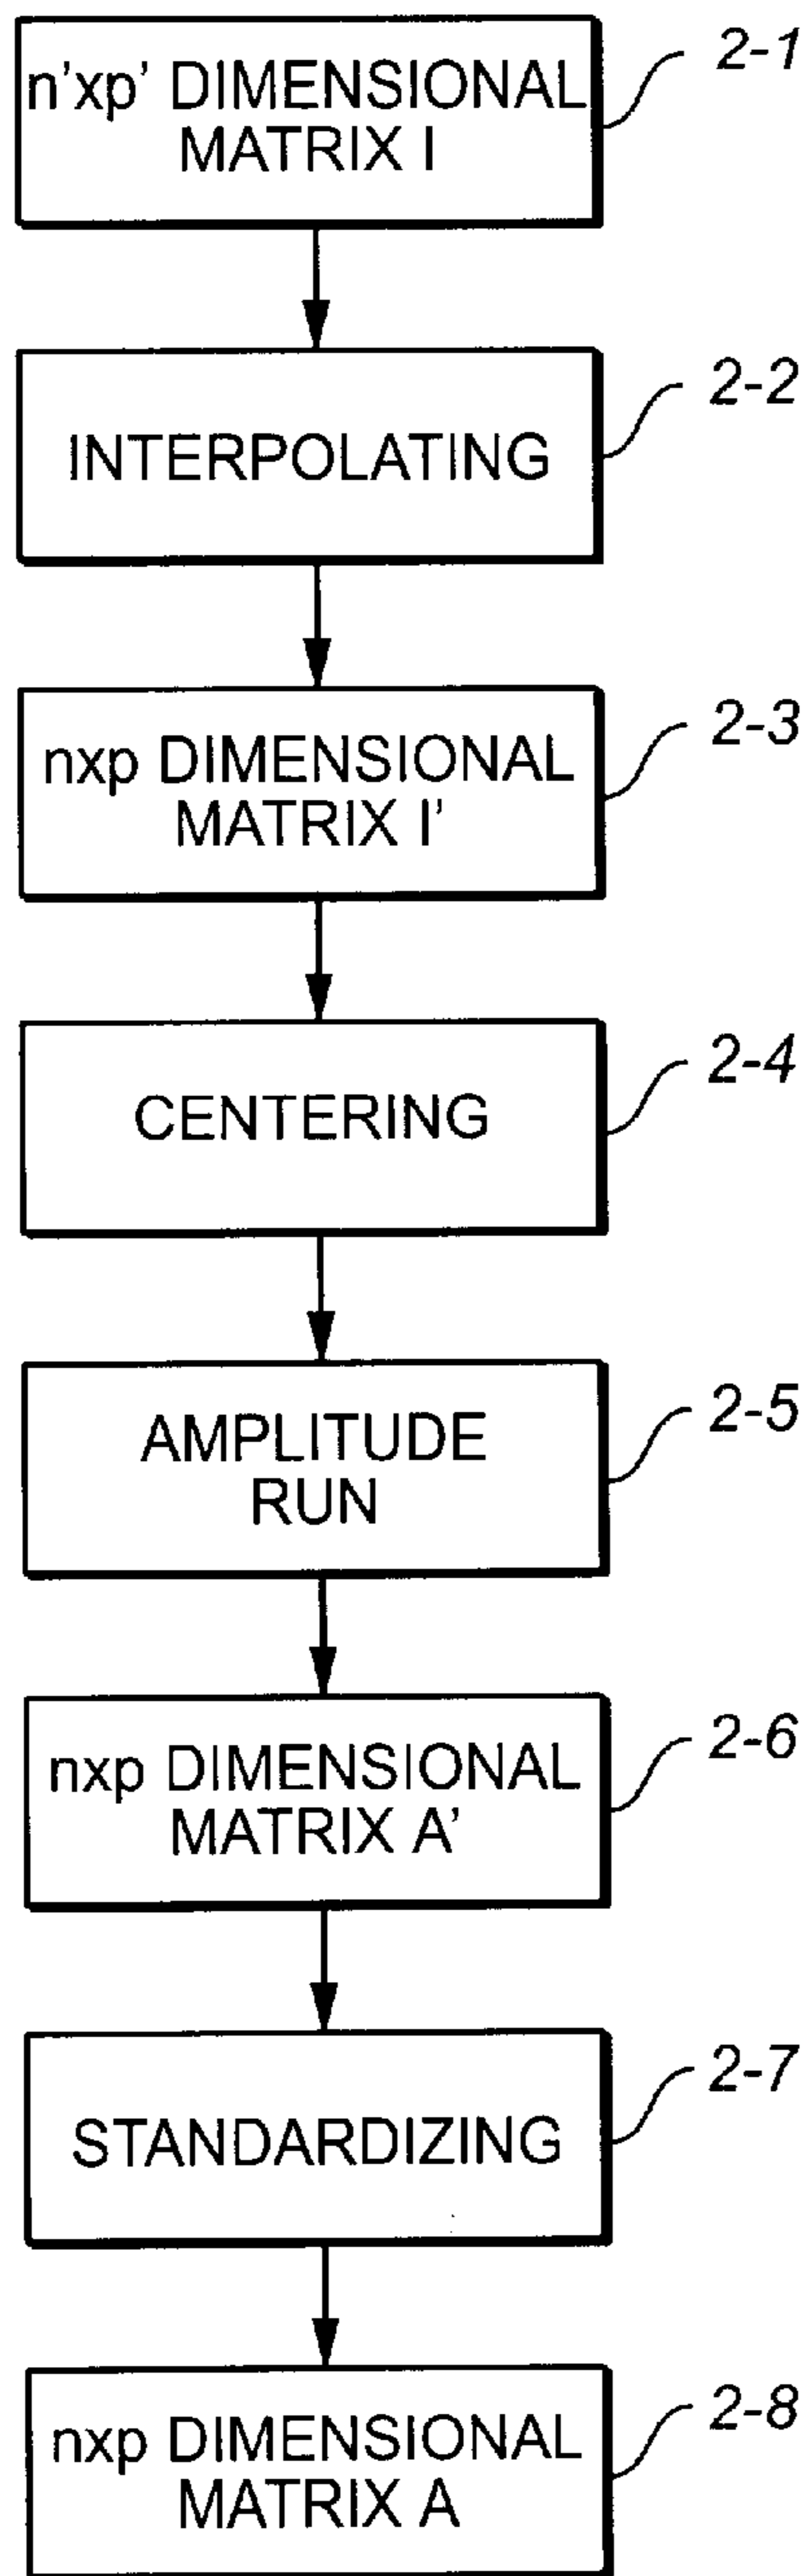 n'xp' DIMENSIONAL
MATRIX I
2-1
INTERPOLATING
2-2
nxp DIMENSIONAL
MATRIX I'
2-3
CENTERING
2-4
AMPLITUDE
RUN
2-5
nxp DIMENSIONAL
MATRIX A'
2-6
STANDARDIZING
2-7
nxp DIMENSIONAL
MATRIX A
2-8